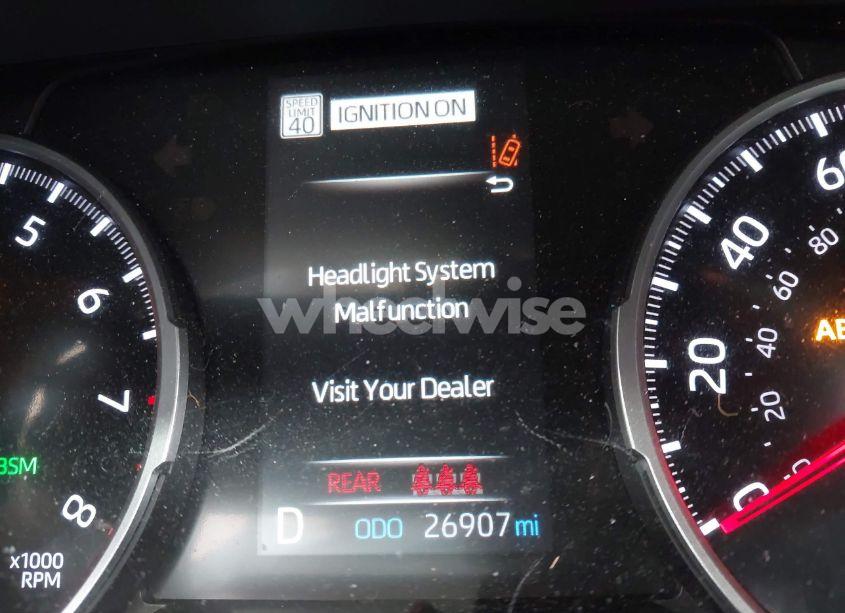 SPEED
LIMIT
40
IGNITION ON
Headlight System
Malfunction
Visit Your Dealer
REAR
D ODO 26907 mi
5
6
7
8
x1000
RPM
BSM
0
20
40
60
20
40
60
80
wheelwise